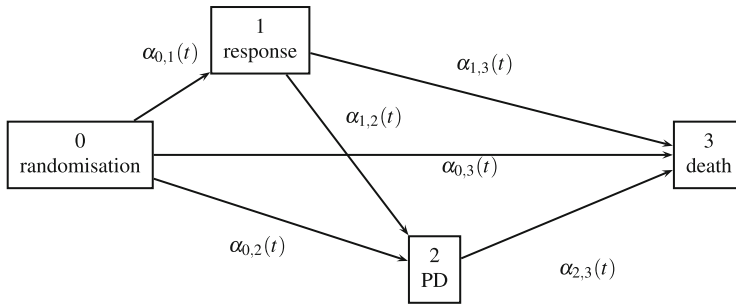 1
response
α₀,₁(t)
α₁,₃(t)
α₁,₂(t)
0
randomisation
3
death
α₀,₃(t)
α₀,₂(t)
2
PD
α₂,₃(t)